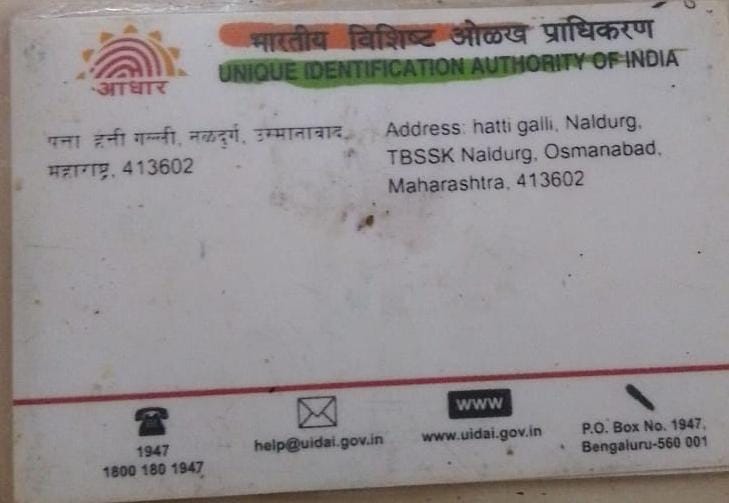 भारतीय विशिष्ट ओळख प्राधिकरण
UNIQUE IDENTIFICATION AUTHORITY OF INDIA
आधार
पत्ता हत्ती गल्ली, नळदुर्ग, उस्मानाबाद,
महाराष्ट्र, 413602
Address: hatti galli, Naldurg,
TBSSK Naldurg, Osmanabad,
Maharashtra, 413602
1947
1800 180 1947
help@uidai.gov.in
WWW
www.uidai.gov.in
P.O. Box No. 1947,
Bengaluru-560 001